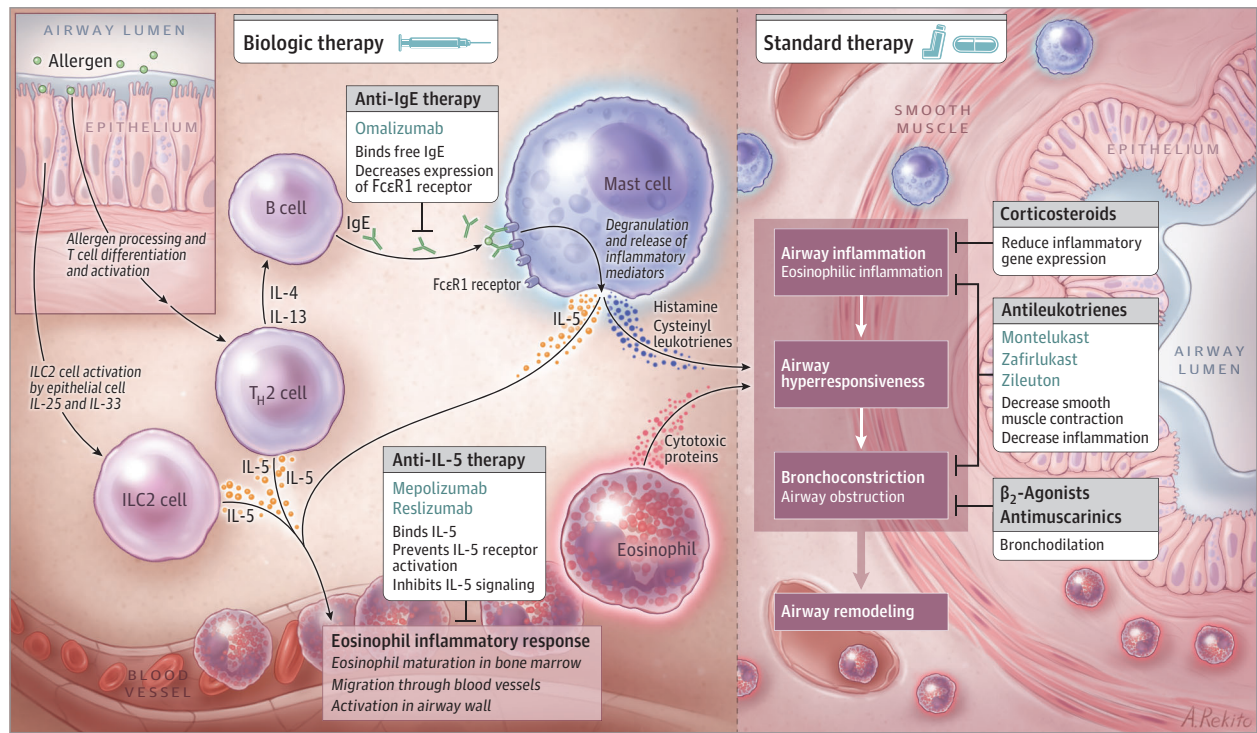 AIRWAY LUMEN
Allergen
EPITHELIUM
Allergen processing and
T cell differentiation
and activation
ILC2 cell activation
by epithelial cell
IL-25 and IL-33
Biologic therapy
Anti-IgE therapy
Omalizumab
Binds free IgE
Decreases expression
of FcεR1 receptor
B cell
IgE
IL-4
IL-13
TH2 cell
ILC2 cell
IL-5
IL-5
IL-5
Mast cell
Degranulation
and release of
inflammatory
mediators
FcεR1 receptor
IL-5
Histamine
Cysteinyl
leukotrienes
Cytotoxic
proteins
Eosinophil
Anti-IL-5 therapy
Mepolizumab
Reslizumab
Binds IL-5
Prevents IL-5 receptor
activation
Inhibits IL-5 signaling
Eosinophil inflammatory response
Eosinophil maturation in bone marrow
Migration through blood vessels
Activation in airway wall
BLOOD
VESSEL
Standard therapy
SMOOTH
MUSCLE
EPITHELIUM
AIRWAY
LUMEN
Airway inflammation
Eosinophilic inflammation
Airway
hyperresponsiveness
Bronchoconstriction
Airway obstruction
Airway remodeling
Corticosteroids
Reduce inflammatory
gene expression
Antileukotrienes
Montelukast
Zafirlukast
Zileuton
Decrease smooth
muscle contraction
Decrease inflammation
β2-Agonists
Antimuscarinics
Bronchodilation
A.Rekito